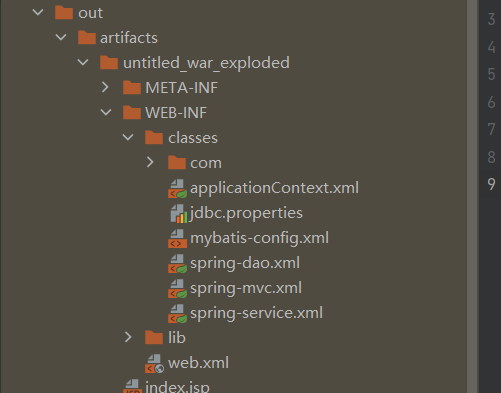 out
artifacts
untitled_war_exploded
META-INF
WEB-INF
classes
com
applicationContext.xml
jdbc.properties
mybatis-config.xml
spring-dao.xml
spring-mvc.xml
spring-service.xml
lib
web.xml
index.jsp
3
4
5
6
7
8
9